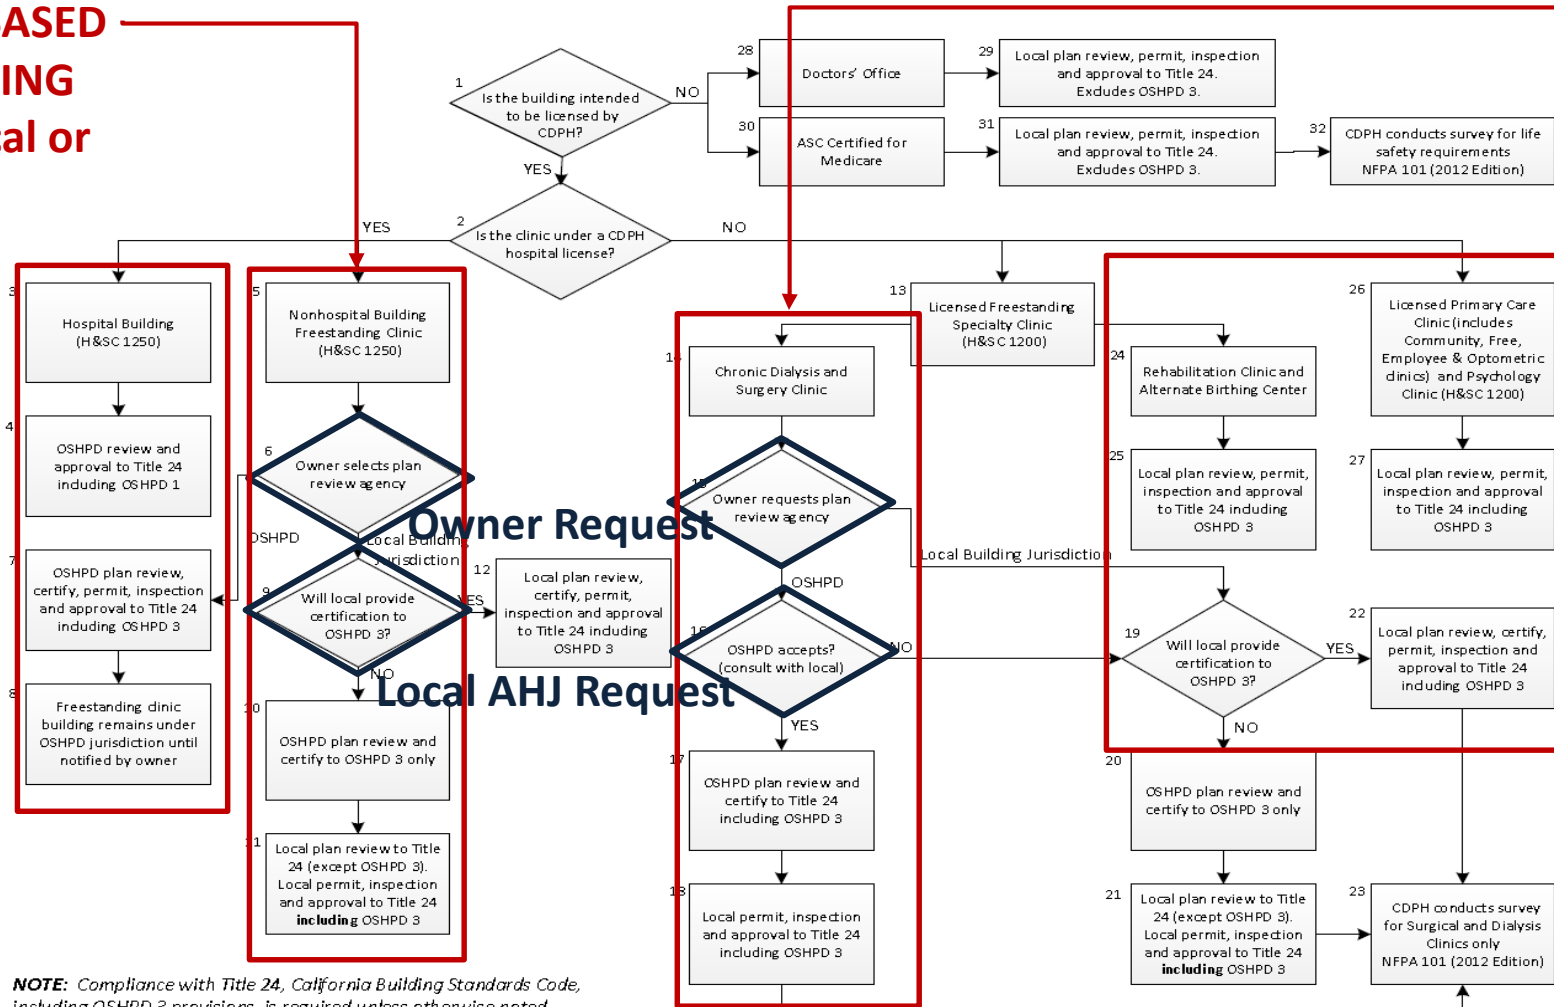 ASED
ING
tal or
1
Is the building intended
to be licensed by
CDPH?
NO
YES
28
Doctors' Office
29
Local plan review, permit, inspection
and approval to Title 24.
Excludes OSHPD 3.
30
ASC Certified for
Medicare
31
Local plan review, permit, inspection
and approval to Title 24.
Excludes OSHPD 3.
32
CDPH conducts survey for life
safety requirements
NFPA 101 (2012 Edition)
2
Is the clinic under a CDPH
hospital license?
YES
NO
3
Hospital Building
(H&SC 1250)
4
OSHPD review and
approval to Title 24
including OSHPD 1
5
Nonhospital Building
Freestanding Clinic
(H&SC 1250)
6
Owner selects plan
review agency
OSHPD
Local Building
Jurisdiction
7
OSHPD plan review,
certify, permit, inspection
and approval to Title 24
including OSHPD 3
8
Freestanding clinic
building remains under
OSHPD jurisdiction until
notified by owner
9
Will local provide
certification to
OSHPD 3?
YES
NO
10
OSHPD plan review and
certify to OSHPD 3 only
11
Local plan review to Title
24 (except OSHPD 3).
Local permit, inspection
and approval to Title 24
including OSHPD 3
12
Local plan review,
certify, permit,
inspection and approval
to Title 24 including
OSHPD 3
Owner Request
Local AHJ Request
13
Licensed Freestanding
Specialty Clinic
(H&SC 1200)
14
Chronic Dialysis and
Surgery Clinic
15
Owner requests plan
review agency
OSHPD
Local Building Jurisdiction
16
OSHPD accepts?
(consult with local)
NO
YES
17
OSHPD plan review and
certify to Title 24
including OSHPD 3
18
Local permit, inspection
and approval to Title 24
including OSHPD 3
24
Rehabilitation Clinic and
Alternate Birthing Center
25
Local plan review, permit,
inspection and approval
to Title 24 including
OSHPD 3
26
Licensed Primary Care
Clinic (includes
Community, Free,
Employee & Optometric
clinics) and Psychology
Clinic (H&SC 1200)
27
Local plan review, permit,
inspection and approval
to Title 24 including
OSHPD 3
19
Will local provide
certification to
OSHPD 3?
YES
NO
22
Local plan review, certify,
permit, inspection and
approval to Title 24
including OSHPD 3
20
OSHPD plan review and
certify to OSHPD 3 only
21
Local plan review to Title
24 (except OSHPD 3).
Local permit, inspection
and approval to Title 24
including OSHPD 3
23
CDPH conducts survey
for Surgical and Dialysis
Clinics only
NFPA 101 (2012 Edition)
NOTE: Compliance with Title 24, California Building Standards Code,
including OSHPD 3 provisions, is required unless otherwise noted